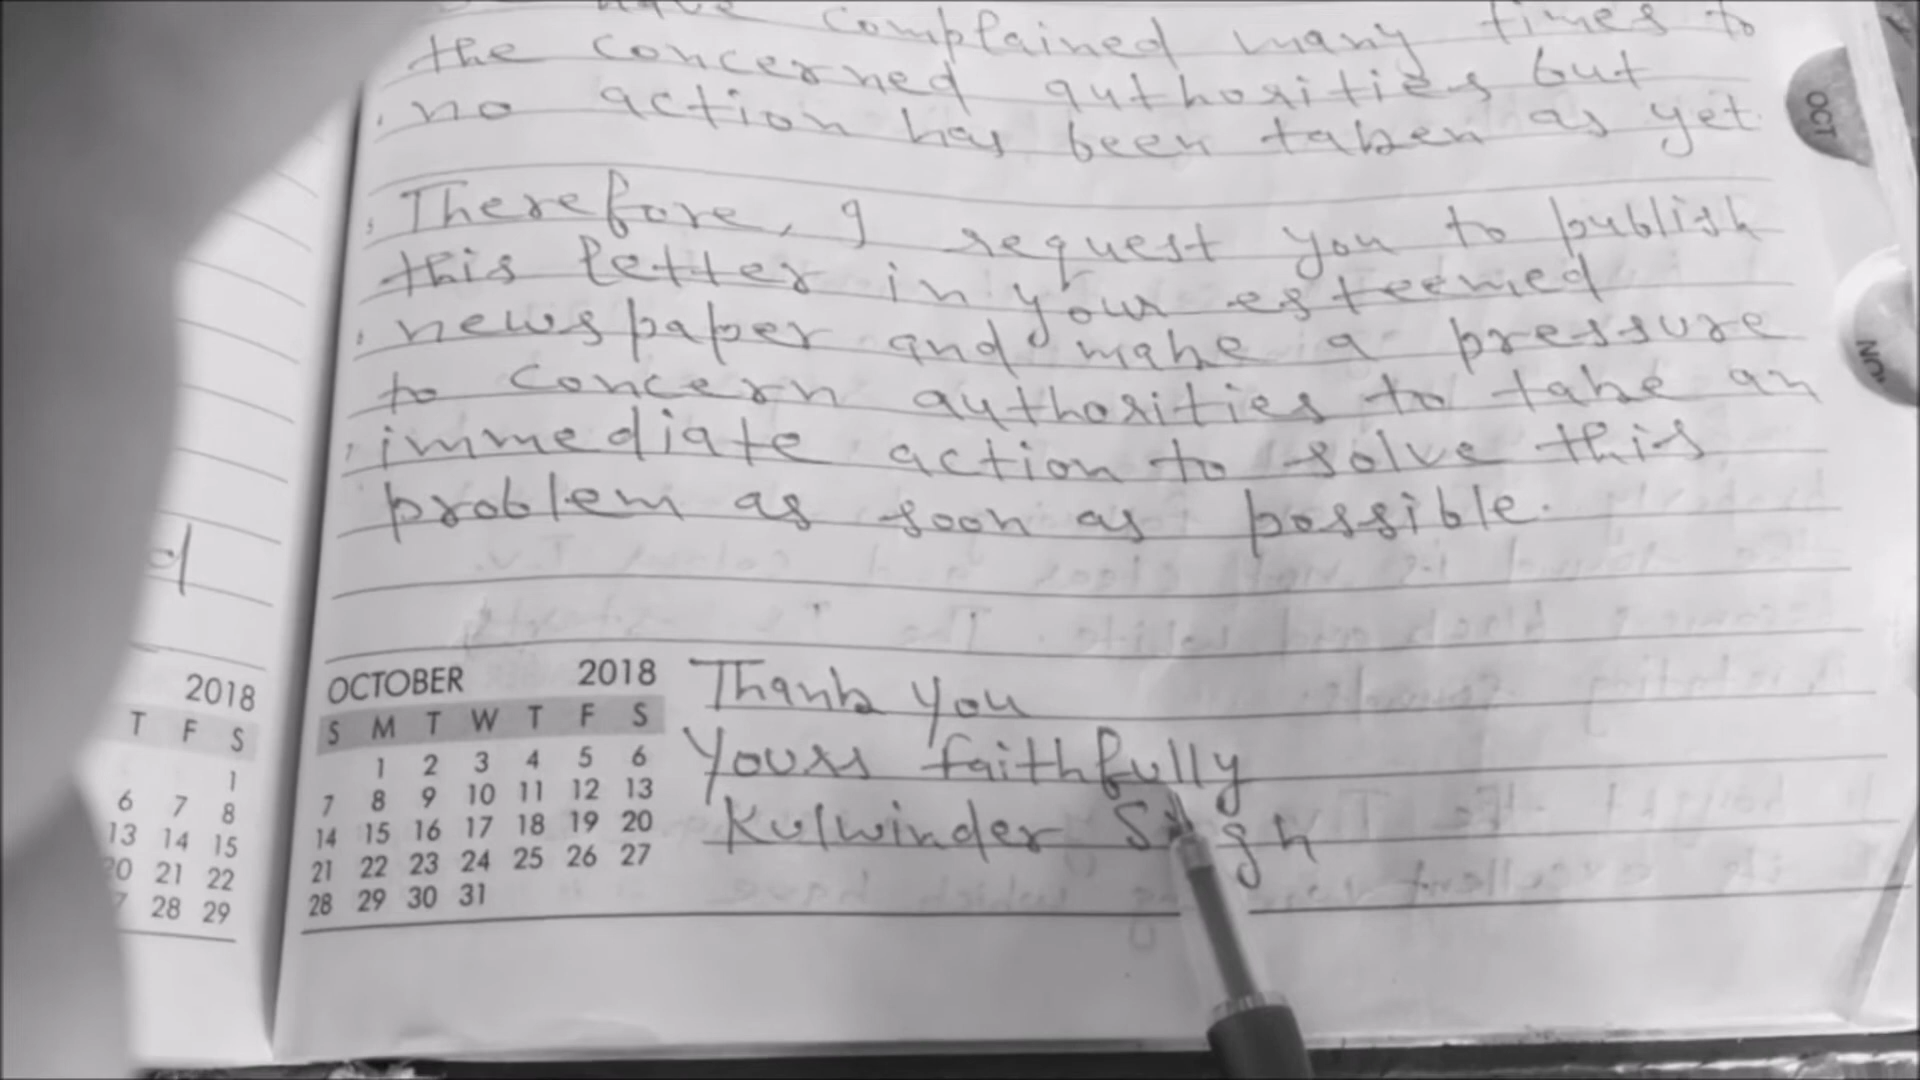 have complained many times to
the concerned authorities but
no action has been taken as yet
Therefore, I request you to publish
this letter in your esteemed
newspaper and make a pressure
to concern authorities to take an
immediate action to solve this
problem as soon as possible.
Thank you
Yours faithfully
Kulwinder Singh
OCTOBER 2018
S M T W T F S
1 2 3 4 5 6
7 8 9 10 11 12 13
14 15 16 17 18 19 20
21 22 23 24 25 26 27
28 29 30 31
d
2018
T F S
1
6 7 8
13 14 15
20 21 22
28 29
OCT
NOV